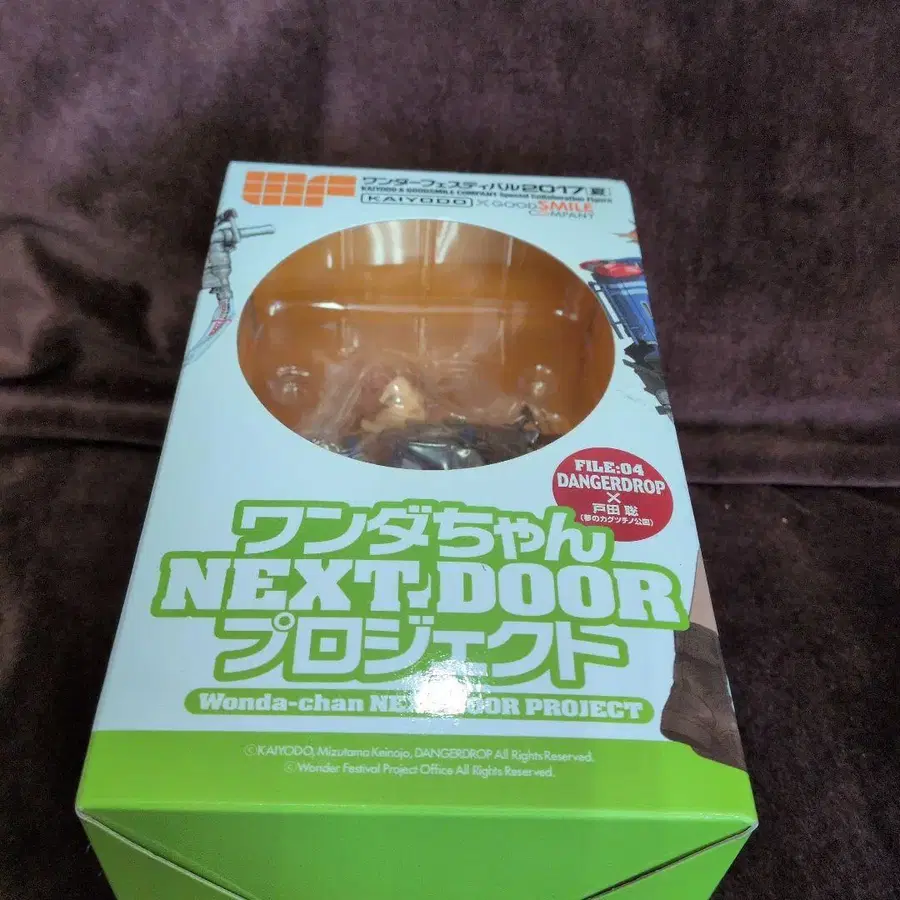 WF
ワンダーフェスティバル2017[夏]
KAIYODO & GOODSMILE COMPANY Special Collaboration Figure
KAIYODO × GOOD SMILE COMPANY
FILE:04
DANGERDROP
×
戸田 聡
(夢のカグツチノ公園)
ワンダちゃん
NEXT DOOR
プロジェクト
Wonda-chan NEXT DOOR PROJECT
©KAIYODO, Mizutama Keinojo, DANGERDROP All Rights Reserved.
©Wonder Festival Project Office All Rights Reserved.